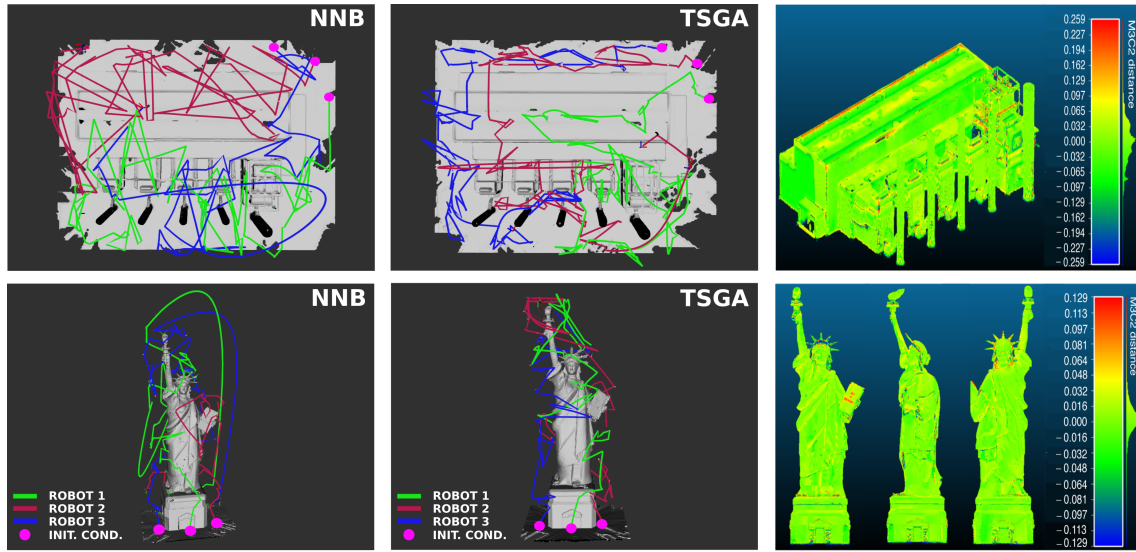 NNB
TSGA
0.259
0.227
0.194
0.162
0.129
0.097
0.065
0.032
0.000
−0.032
−0.065
−0.097
−0.129
−0.162
−0.194
−0.227
−0.259
M3C2 distance
NNB
ROBOT 1
ROBOT 2
ROBOT 3
INIT. COND.
TSGA
ROBOT 1
ROBOT 2
ROBOT 3
INIT. COND.
0.129
0.113
0.097
0.081
0.064
0.048
0.032
0.016
0.000
−0.016
−0.032
−0.048
−0.064
−0.081
−0.097
−0.113
−0.129
M3C2 distance